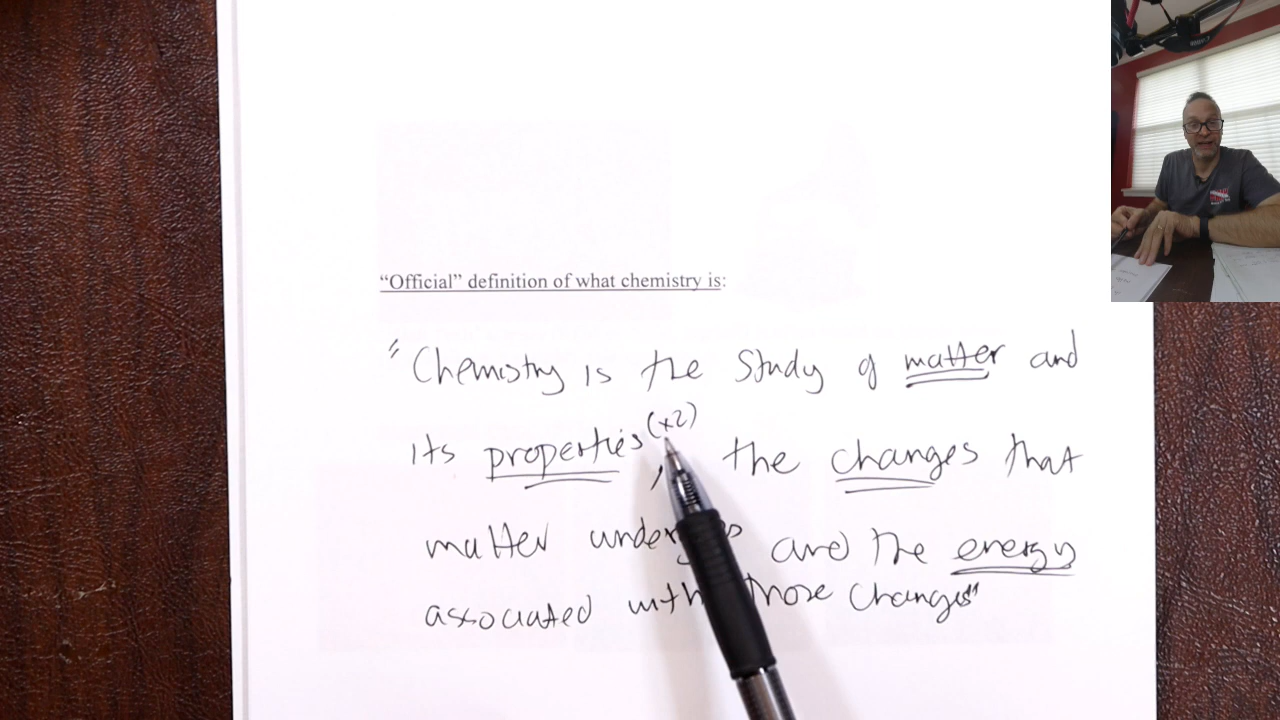 “Official” definition of what chemistry is:
“Chemistry is the study of matter and
its properties (x2), the changes that
matter and the energy
associated with those changes"